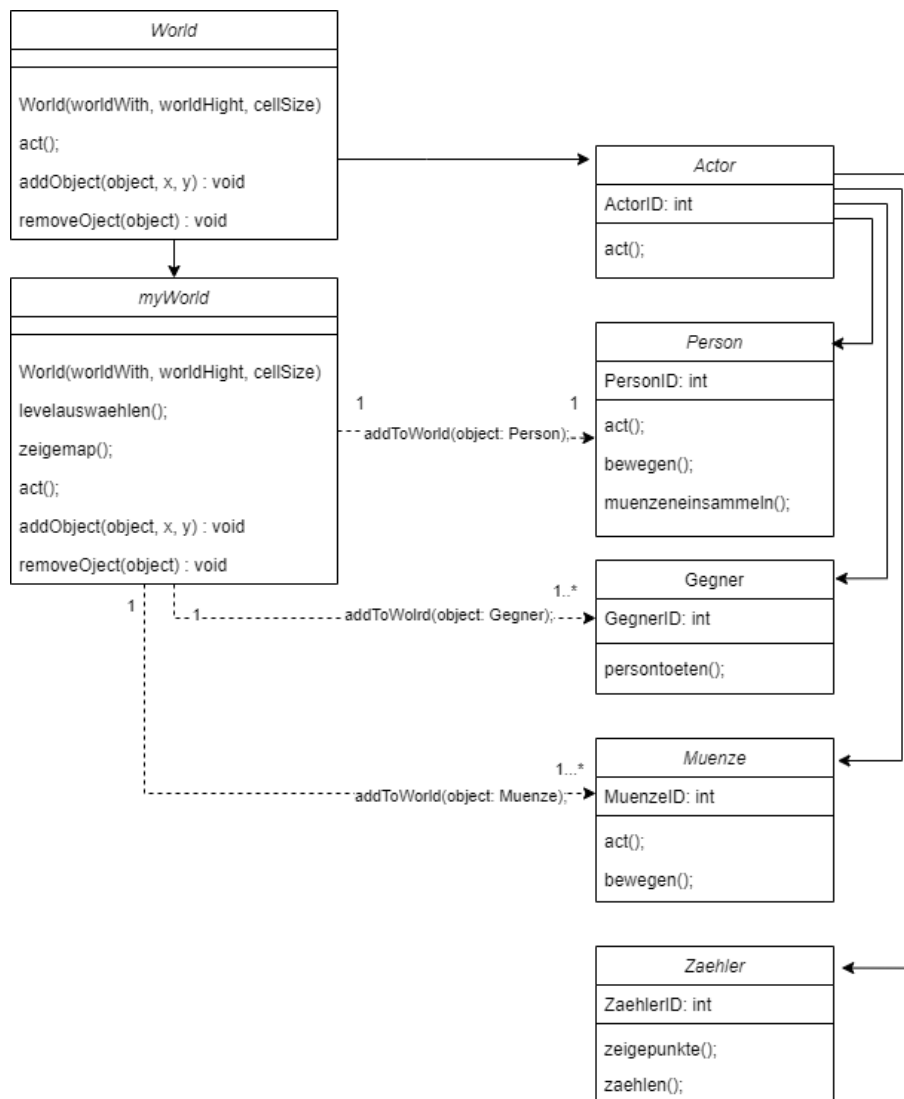 World
World(worldWith, worldHight, cellSize)
act();
addObject(object, x, y) : void
removeOject(object) : void
Actor
ActorID: int
act();
myWorld
World(worldWith, worldHight, cellSize)
levelauswaehlen();
zeigemap();
act();
addObject(object, x, y) : void
removeOject(object) : void
1
1
addToWorld(object: Person);
Person
PersonID: int
act();
bewegen();
muenzeneinsammeln();
1
1..*
addToWolrd(object: Gegner);
Gegner
GegnerID: int
persontoeten();
1
1...*
addToWorld(object: Muenze);
Muenze
MuenzeID: int
act();
bewegen();
Zaehler
ZaehlerID: int
zeigepunkte();
zaehlen();